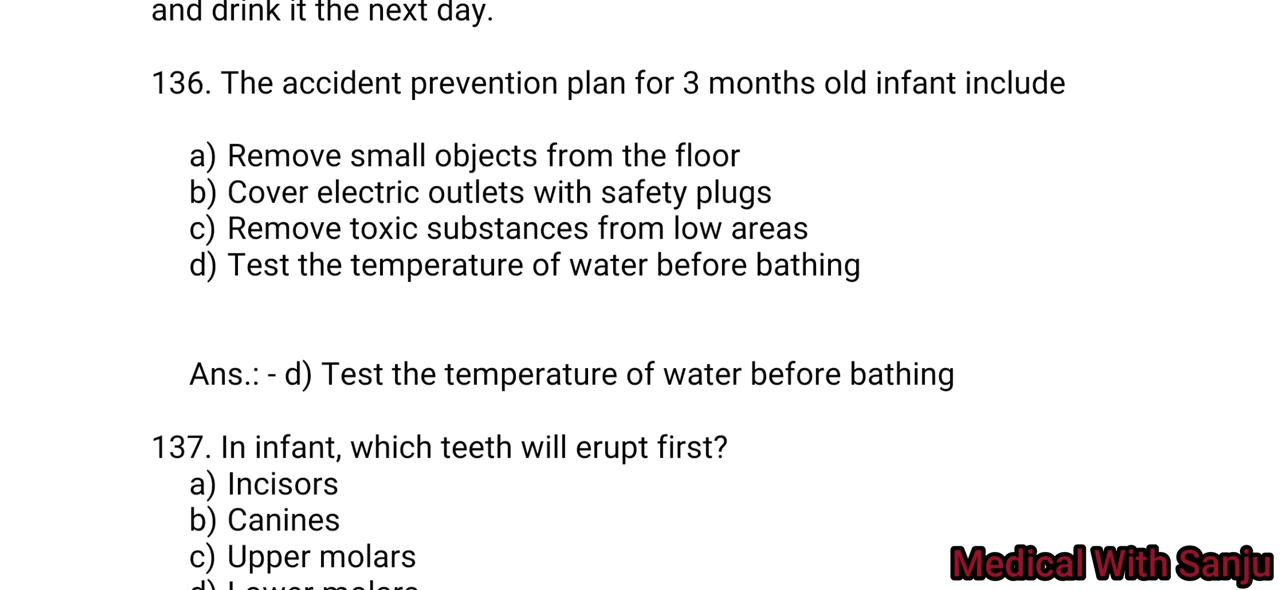 and drink it the next day.
136. The accident prevention plan for 3 months old infant include
a) Remove small objects from the floor
b) Cover electric outlets with safety plugs
c) Remove toxic substances from low areas
d) Test the temperature of water before bathing
Ans.: - d) Test the temperature of water before bathing
137. In infant, which teeth will erupt first?
a) Incisors
b) Canines
c) Upper molars
d) Lower molars
Medical With Sanju